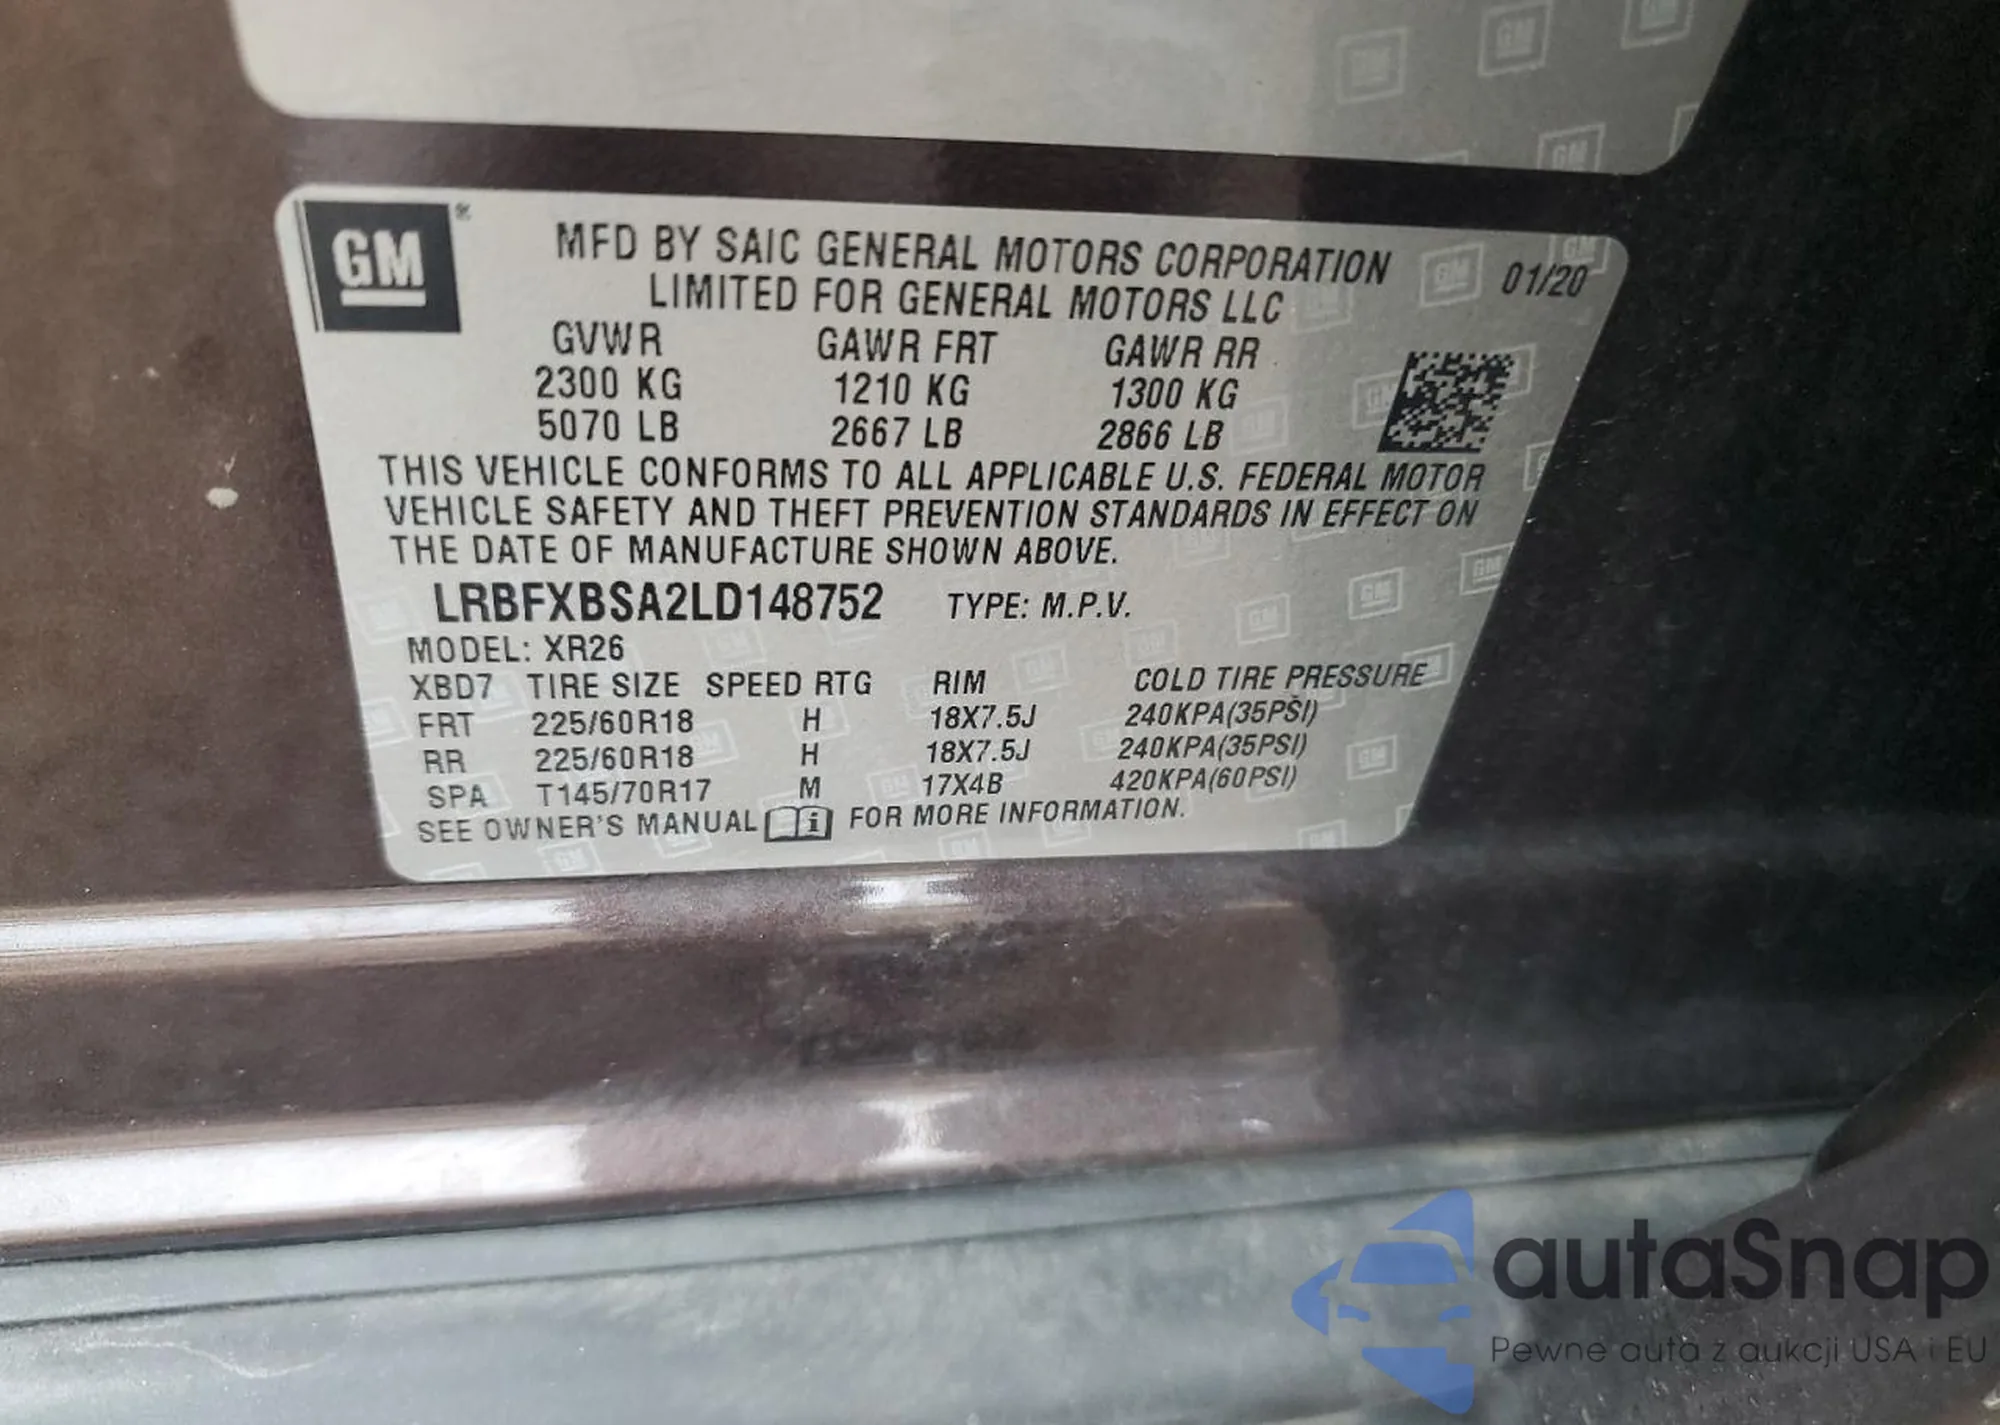 GM®
MFD BY SAIC GENERAL MOTORS CORPORATION 01/20
LIMITED FOR GENERAL MOTORS LLC
GVWR GAWR FRT GAWR RR
2300 KG 1210 KG 1300 KG
5070 LB 2667 LB 2866 LB
THIS VEHICLE CONFORMS TO ALL APPLICABLE U.S. FEDERAL MOTOR
VEHICLE SAFETY AND THEFT PREVENTION STANDARDS IN EFFECT ON
THE DATE OF MANUFACTURE SHOWN ABOVE.
LRBFXBSA2LD148752 TYPE: M.P.V.
MODEL: XR26
XBD7 TIRE SIZE SPEED RTG RIM COLD TIRE PRESSURE
FRT 225/60R18 H 18X7.5J 240KPA(35PSI)
RR 225/60R18 H 18X7.5J 240KPA(35PSI)
SPA T145/70R17 M 17X4B 420KPA(60PSI)
SEE OWNER'S MANUAL i FOR MORE INFORMATION.
autaSnap
Pewne auta z aukcji USA i EU